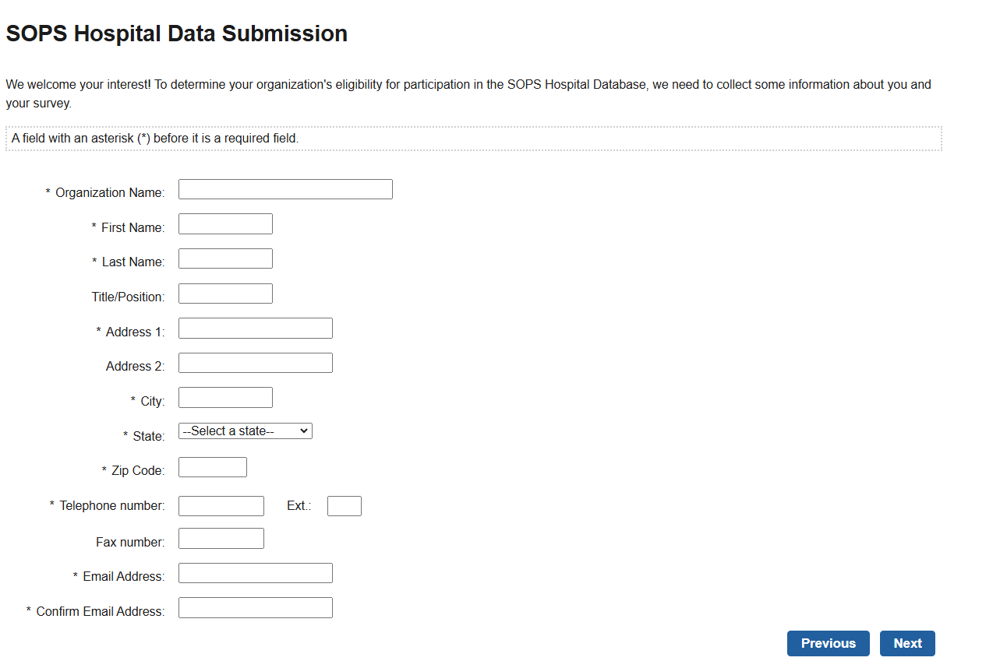 SOPS Hospital Data Submission
We welcome your interest! To determine your organization's eligibility for participation in the SOPS Hospital Database, we need to collect some information about you and
your survey.
A field with an asterisk (*) before it is a required field.
* Organization Name:
* First Name:
* Last Name:
Title/Position:
* Address 1:
Address 2:
* City:
* State: --Select a state--
* Zip Code:
* Telephone number: Ext.:
Fax number:
* Email Address:
* Confirm Email Address:
Previous Next